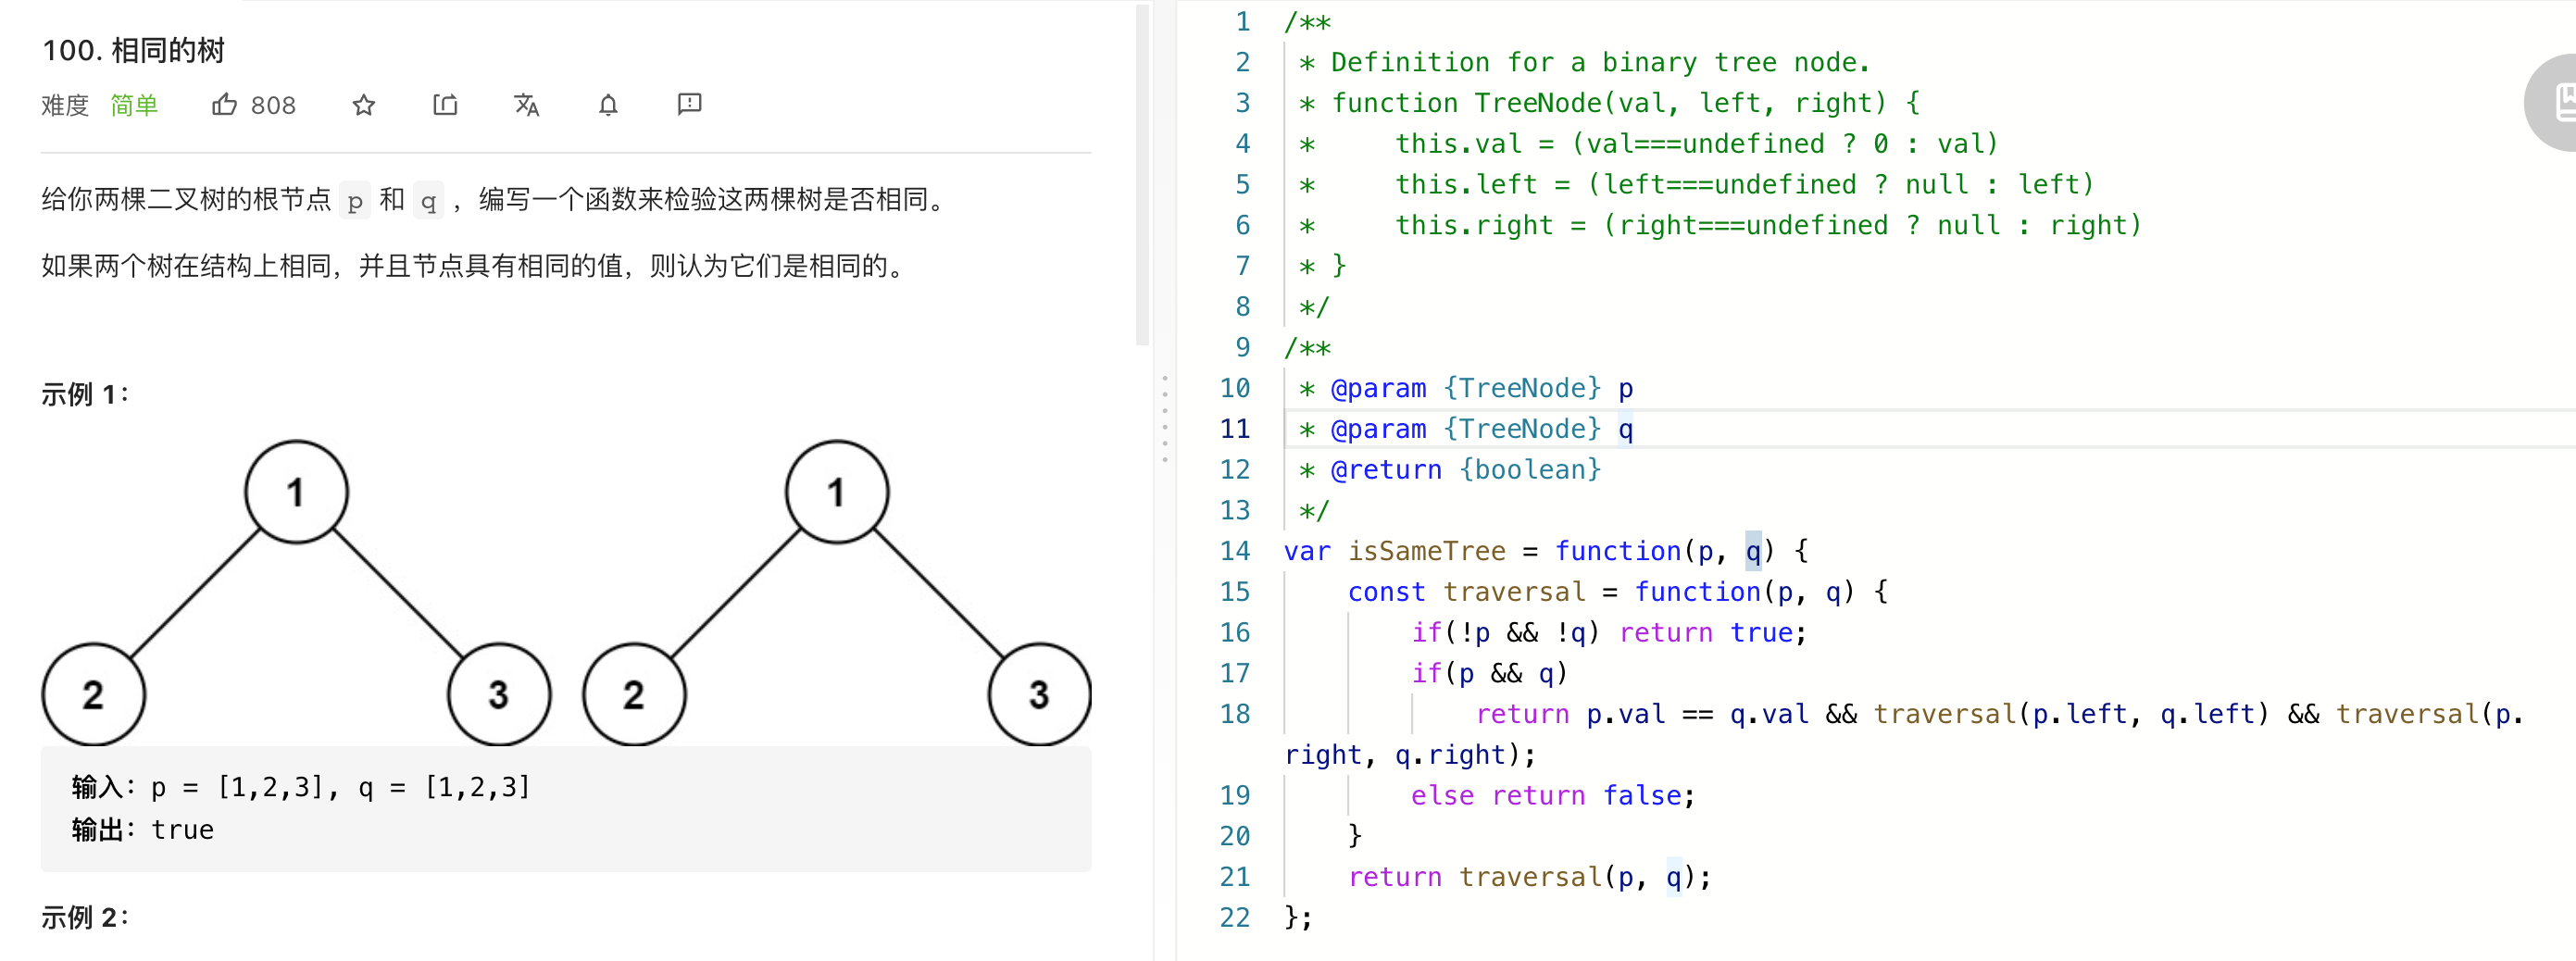 100. 相同的树
难度 简单 808
给你两棵二叉树的根节点 p 和 q ，编写一个函数来检验这两棵树是否相同。
如果两个树在结构上相同，并且节点具有相同的值，则认为它们是相同的。
示例 1：
1 1
2 3 2 3
输入：p = [1,2,3], q = [1,2,3]
输出：true
示例 2：
1 /**
2  * Definition for a binary tree node.
3  * function TreeNode(val, left, right) {
4  *     this.val = (val===undefined ? 0 : val)
5  *     this.left = (left===undefined ? null : left)
6  *     this.right = (right===undefined ? null : right)
7  * }
8  */
9 /**
10  * @param {TreeNode} p
11  * @param {TreeNode} q
12  * @return {boolean}
13  */
14 var isSameTree = function(p, q) {
15     const traversal = function(p, q) {
16         if(!p && !q) return true;
17         if(p && q)
18             return p.val == q.val && traversal(p.left, q.left) && traversal(p.
right, q.right);
19         else return false;
20     }
21     return traversal(p, q);
22 };